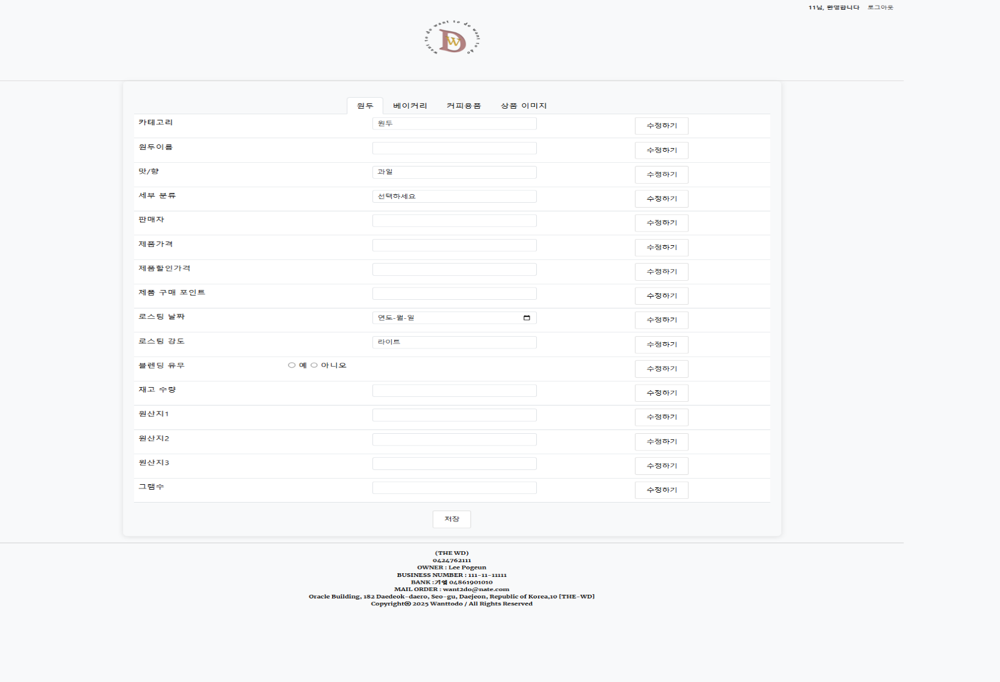 11님, 환영합니다 로그아웃
want to do want to do want to do
D W
원두 베이커리 커피용품 상품 이미지
카테고리 원두 수정하기
원두이름 수정하기
맛/향 과일 수정하기
세부 분류 선택하세요 수정하기
판매자 수정하기
제품가격 수정하기
제품할인가격 수정하기
제품 구매 포인트 수정하기
로스팅 날짜 연도-월-일 수정하기
로스팅 강도 라이트 수정하기
블렌딩 유무 예 아니오 수정하기
재고 수량 수정하기
원산지1 수정하기
원산지2 수정하기
원산지3 수정하기
그램수 수정하기
저장
(THE WD)
0424762111
OWNER : Lee Pogeun
BUSINESS NUMBER : 111-11-11111
BANK :기업 04861901010
MAIL ORDER : want2do@nate.com
Oracle Building, 182 Daedeok-daero, Seo-gu, Daejeon, Republic of Korea,10 [THE-WD]
Copyrightⓒ 2025 Wanttodo / All Rights Reserved